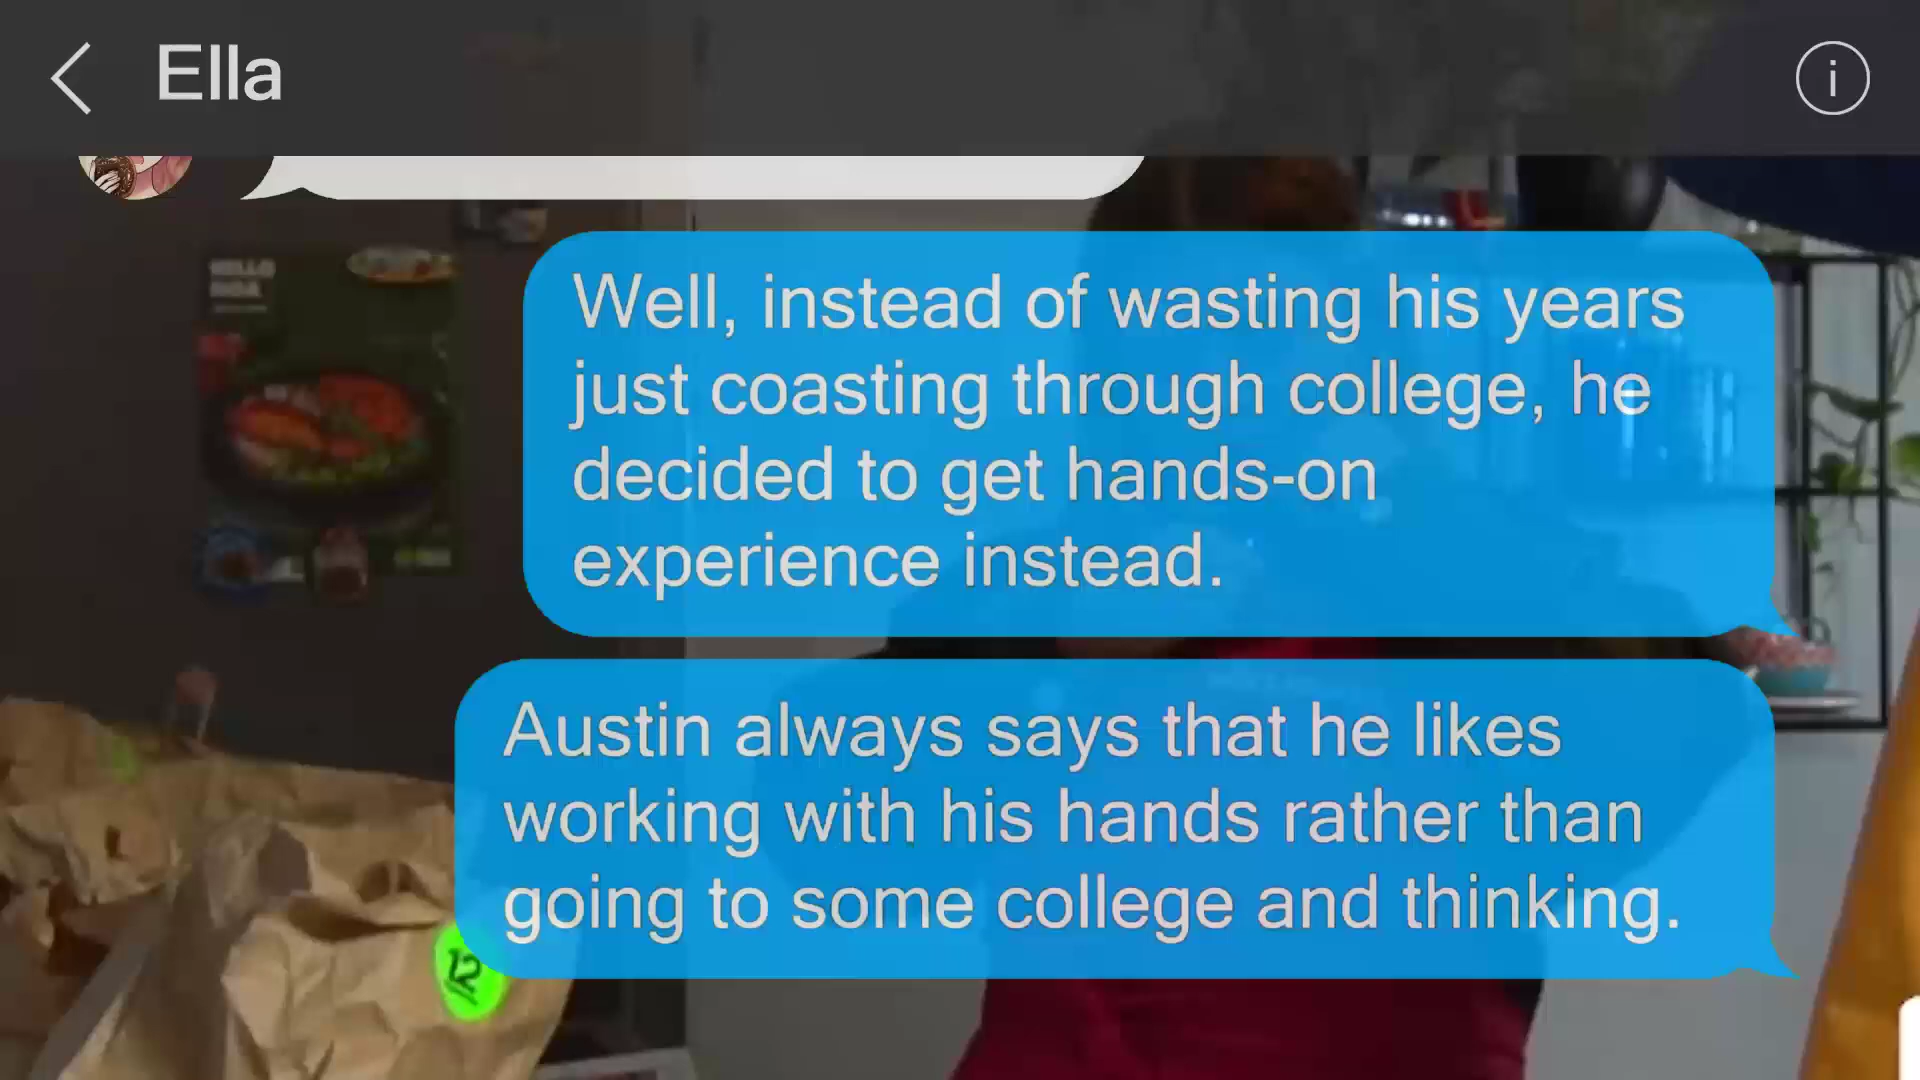 Ella
i
Well, instead of wasting his years
just coasting through college, he
decided to get hands-on
experience instead.
Austin always says that he likes
working with his hands rather than
going to some college and thinking.
12